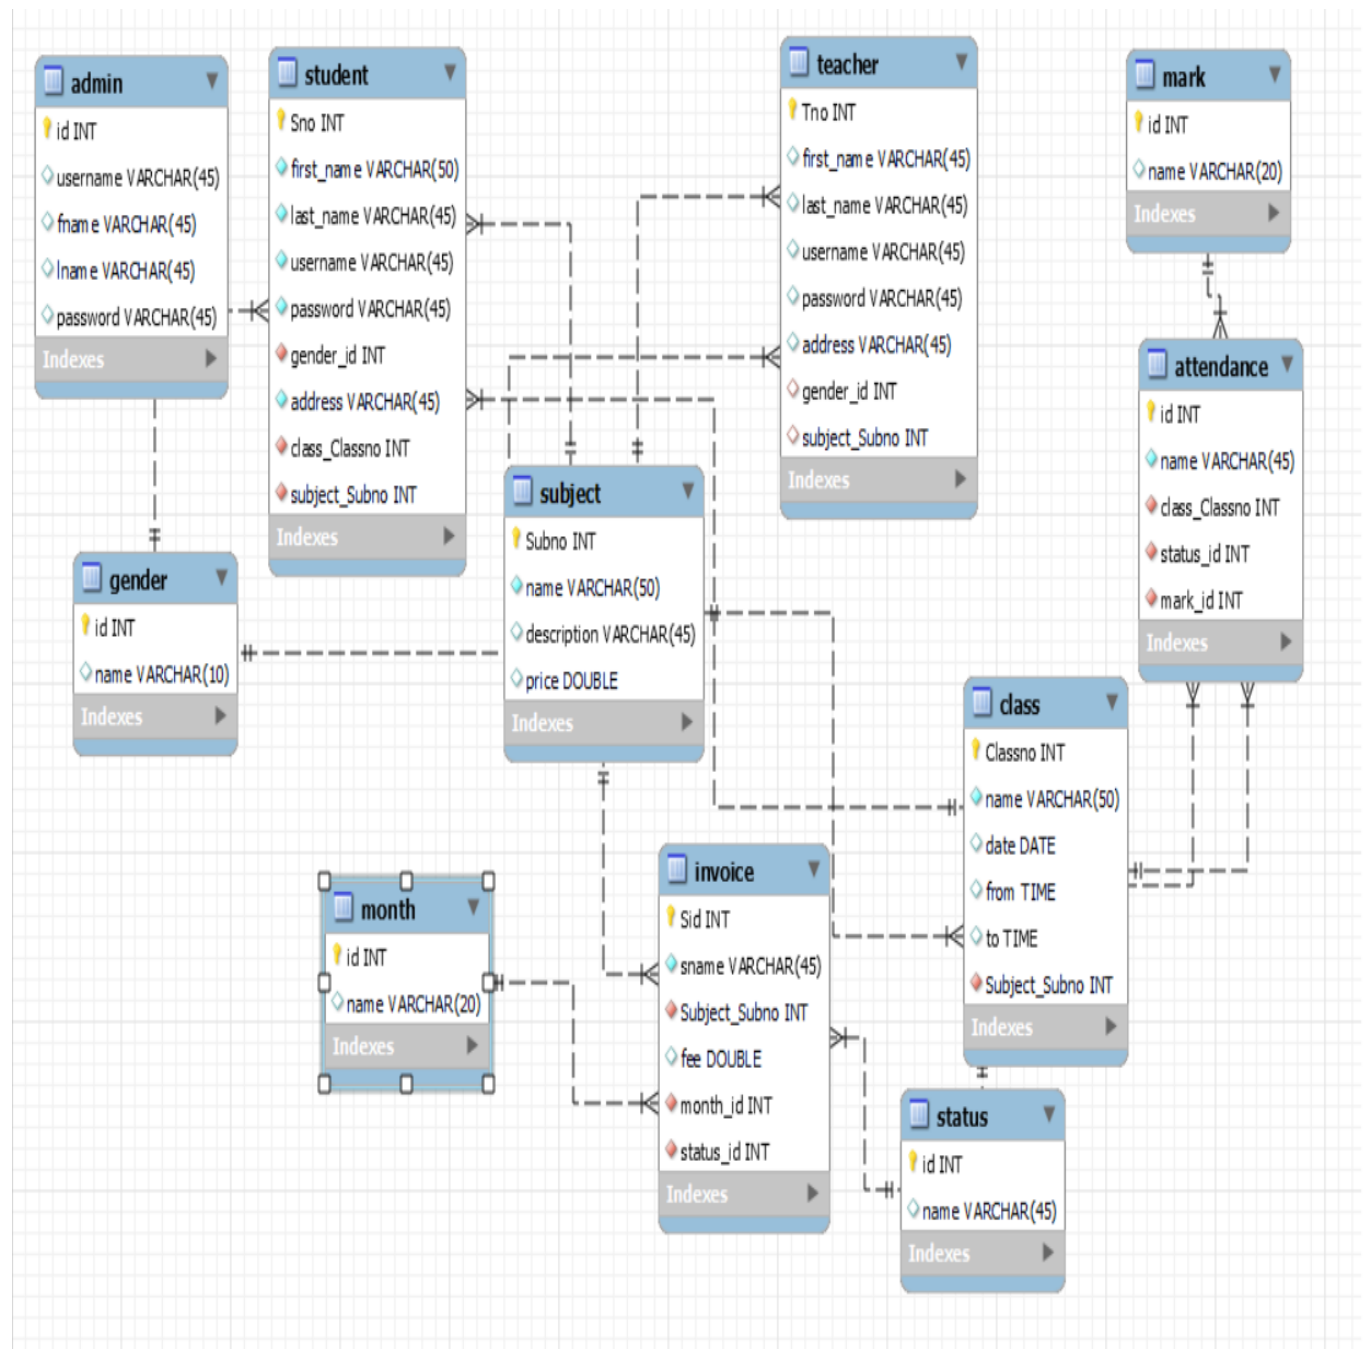 admin
id INT
username VARCHAR(45)
fname VARCHAR(45)
lname VARCHAR(45)
password VARCHAR(45)
Indexes
student
Sno INT
first_name VARCHAR(50)
last_name VARCHAR(45)
username VARCHAR(45)
password VARCHAR(45)
gender_id INT
address VARCHAR(45)
class_Classno INT
subject_Subno INT
Indexes
teacher
Tno INT
first_name VARCHAR(45)
last_name VARCHAR(45)
username VARCHAR(45)
password VARCHAR(45)
address VARCHAR(45)
gender_id INT
subject_Subno INT
Indexes
mark
id INT
name VARCHAR(20)
Indexes
attendance
id INT
name VARCHAR(45)
class_Classno INT
status_id INT
mark_id INT
Indexes
subject
Subno INT
name VARCHAR(50)
description VARCHAR(45)
price DOUBLE
Indexes
gender
id INT
name VARCHAR(10)
Indexes
class
Classno INT
name VARCHAR(50)
date DATE
from TIME
to TIME
Subject_Subno INT
Indexes
invoice
Sid INT
sname VARCHAR(45)
Subject_Subno INT
fee DOUBLE
month_id INT
status_id INT
Indexes
month
id INT
name VARCHAR(20)
Indexes
status
id INT
name VARCHAR(45)
Indexes